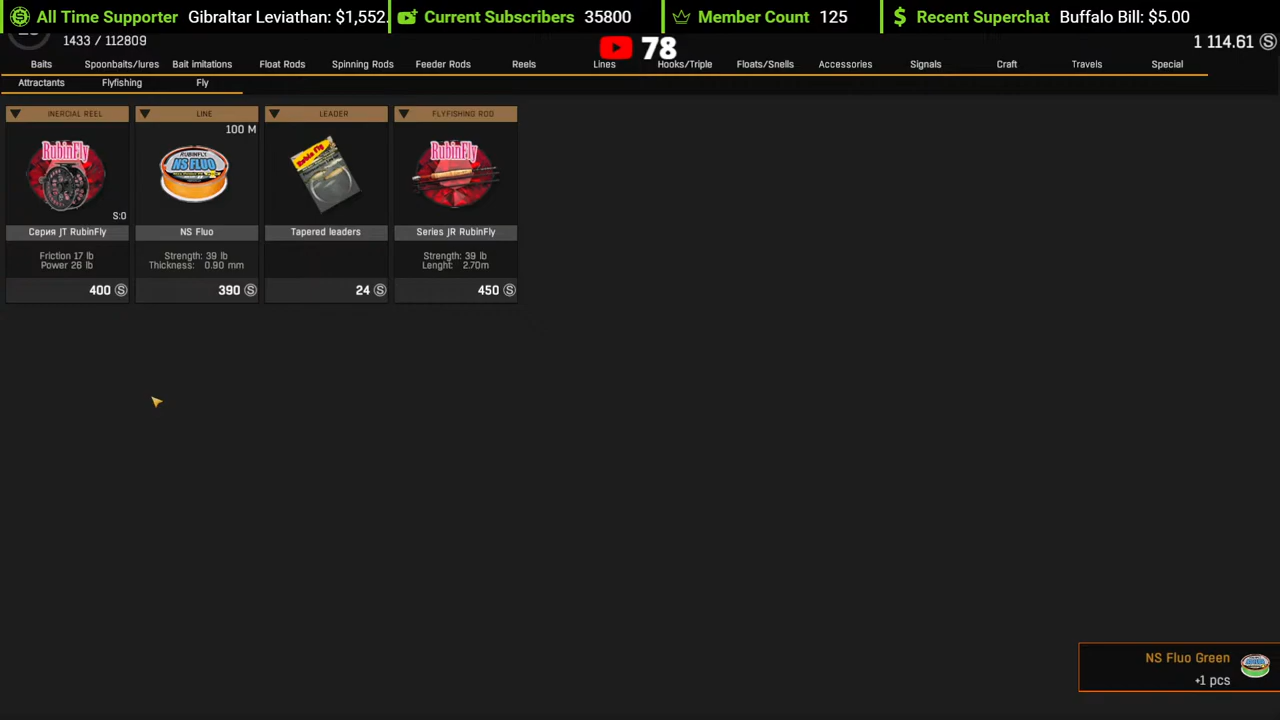 All Time Supporter Gibraltar Leviathan: $1,552.
Current Subscribers 35800
Member Count 125
Recent Superchat Buffalo Bill: $5.00
1433 / 112809
78
1 114.61 S
Baits Spoonbaits/lures Bait imitations Float Rods Spinning Rods Feeder Rods Reels Lines Hooks/Triple Floats/Snells Accessories Signals Craft Travels Special
Attractants Flyfishing Fly
INERCIAL REEL
RubinFly
S:0
Серия JT RubinFly
Friction 17 lb
Power 26 lb
400 S
LINE
100 M
RUBINFLY
NS FLUO
NS Fluo
Strength: 39 lb
Thickness: 0.90 mm
390 S
LEADER
Rubin Fly
Tapered leaders
24 S
FLYFISHING ROD
RubinFly
Series JR RubinFly
Strength: 39 lb
Lenght: 2.70m
450 S
NS Fluo Green
+1 pcs